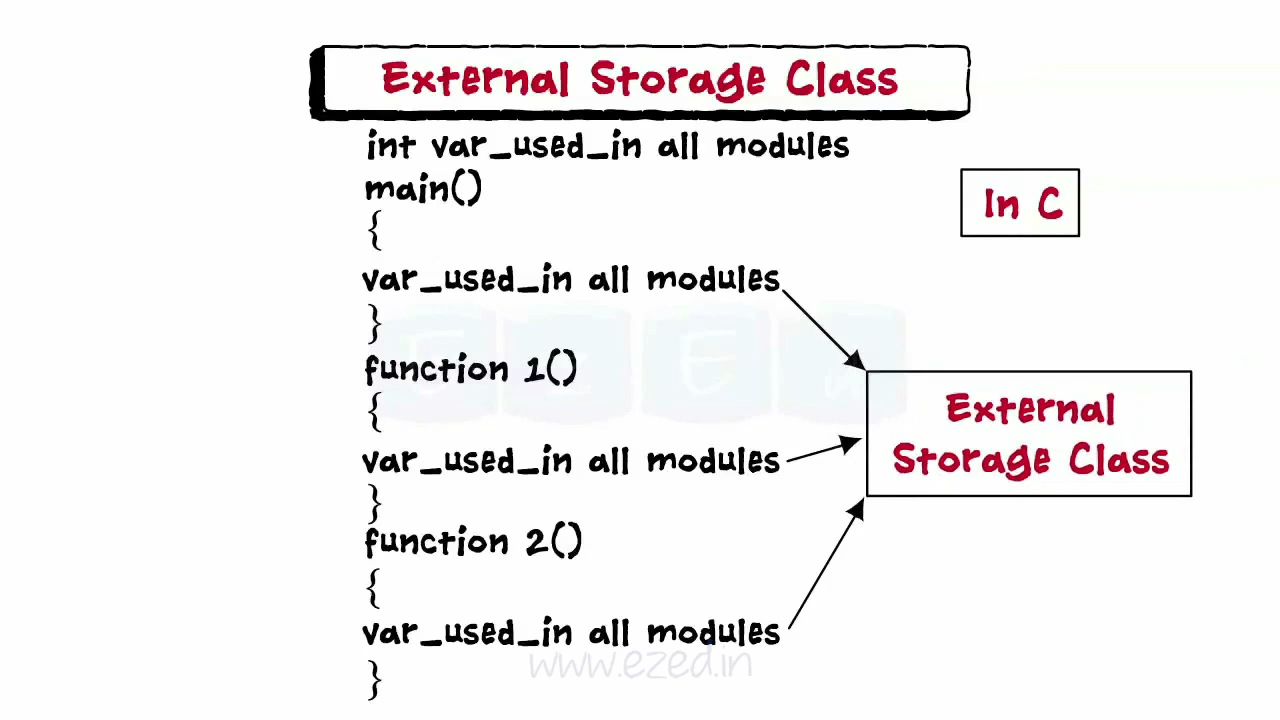 External Storage Class
int var_used_in all modules
main()
In C
{
var_used_in all modules
}
function 1()
{
External
Storage Class
var_used_in all modules
}
function 2()
{
var_used_in all modules
www.ezed.in
}